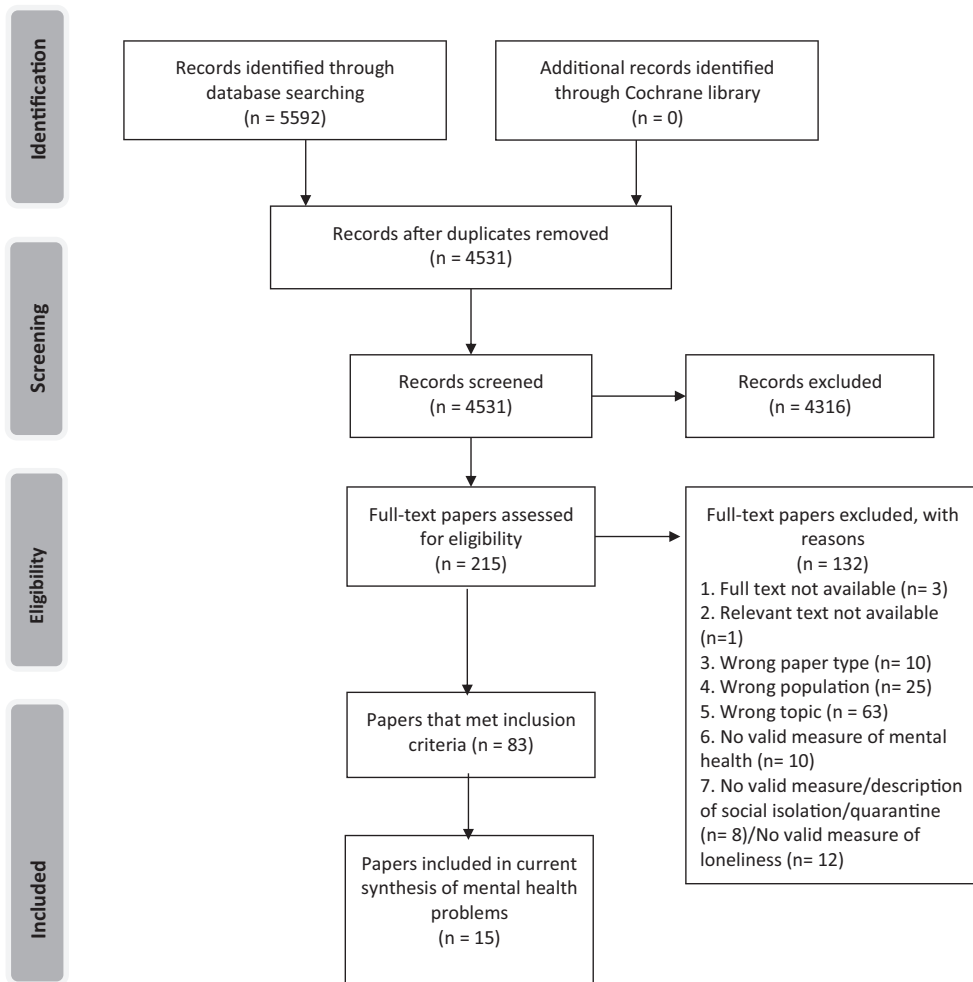 Identification
Records identified through
database searching
(n = 5592)
Additional records identified
through Cochrane library
(n = 0)
Records after duplicates removed
(n = 4531)
Screening
Records screened
(n = 4531)
Records excluded
(n = 4316)
Eligibility
Full-text papers assessed
for eligibility
(n = 215)
Full-text papers excluded, with
reasons
(n = 132)
1. Full text not available (n= 3)
2. Relevant text not available
(n=1)
3. Wrong paper type (n= 10)
4. Wrong population (n= 25)
5. Wrong topic (n = 63)
6. No valid measure of mental
health (n= 10)
7. No valid measure/description
of social isolation/quarantine
(n= 8)/No valid measure of
loneliness (n= 12)
Included
Papers that met inclusion
criteria (n = 83)
Papers included in current
synthesis of mental health
problems
(n = 15)